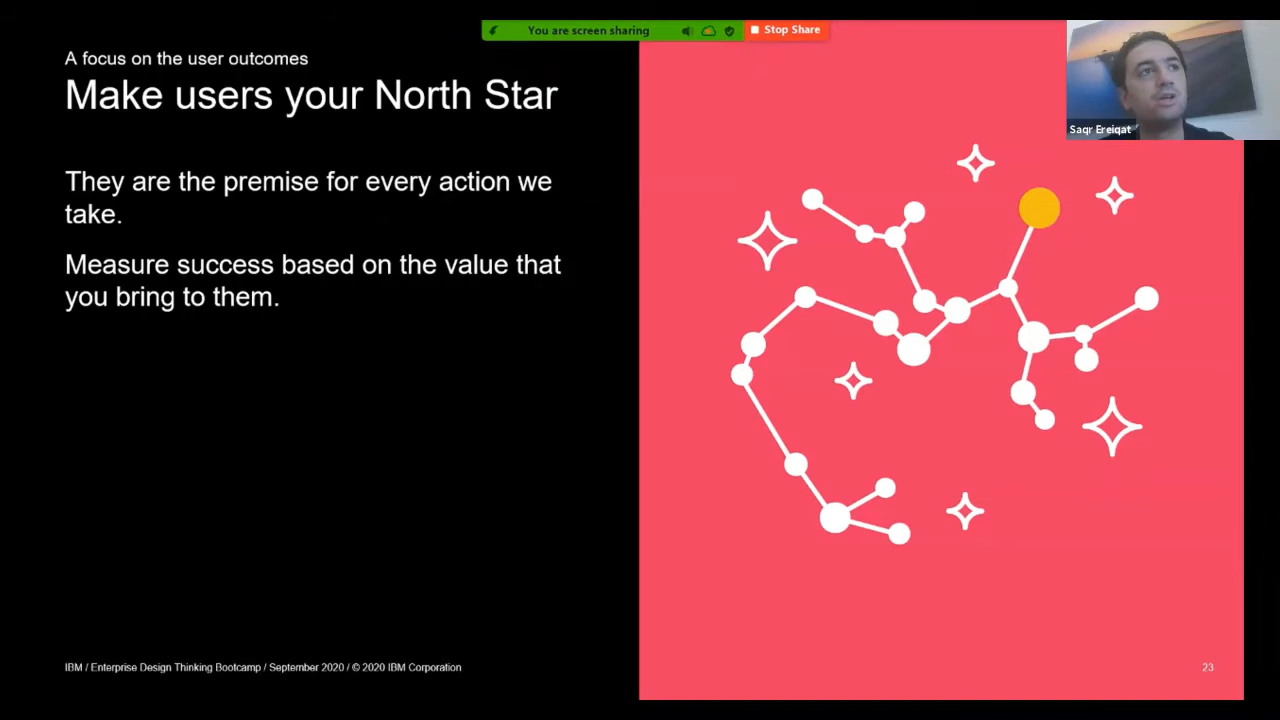 You are screen sharing
Stop Share
A focus on the user outcomes
Make users your North Star
They are the premise for every action we
take.
Measure success based on the value that
you bring to them.
Saqr Ereiqat
IBM / Enterprise Design Thinking Bootcamp / September 2020 / © 2020 IBM Corporation
23